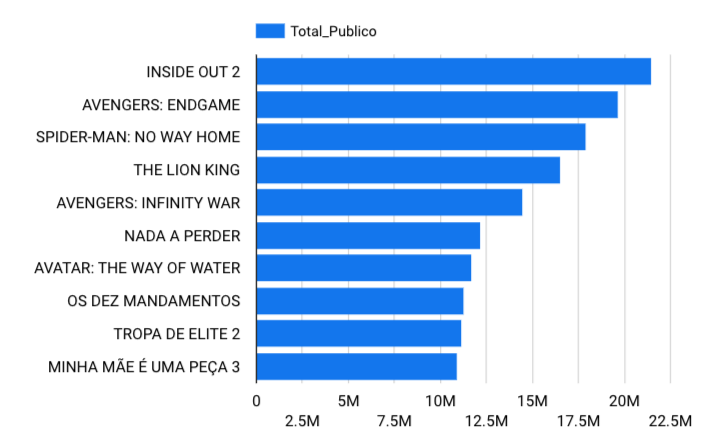 Total_Publico
INSIDE OUT 2
AVENGERS: ENDGAME
SPIDER-MAN: NO WAY HOME
THE LION KING
AVENGERS: INFINITY WAR
NADA A PERDER
AVATAR: THE WAY OF WATER
OS DEZ MANDAMENTOS
TROPA DE ELITE 2
MINHA MÃE É UMA PEÇA 3
0 5M 10M 15M 20M
2.5M 7.5M 12.5M 17.5M 22.5M